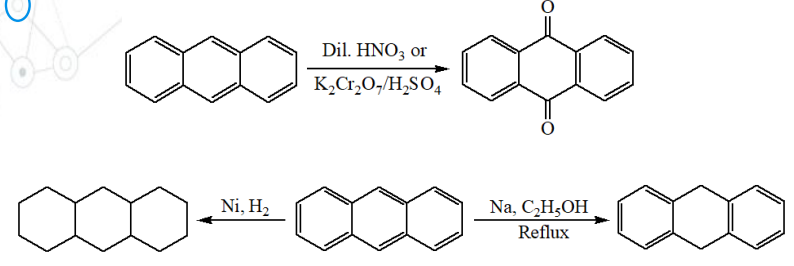 O
Dil. HNO₃ or
K₂Cr₂O₇/H₂SO₄
O
Ni, H₂
Na, C₂H₅OH
Reflux